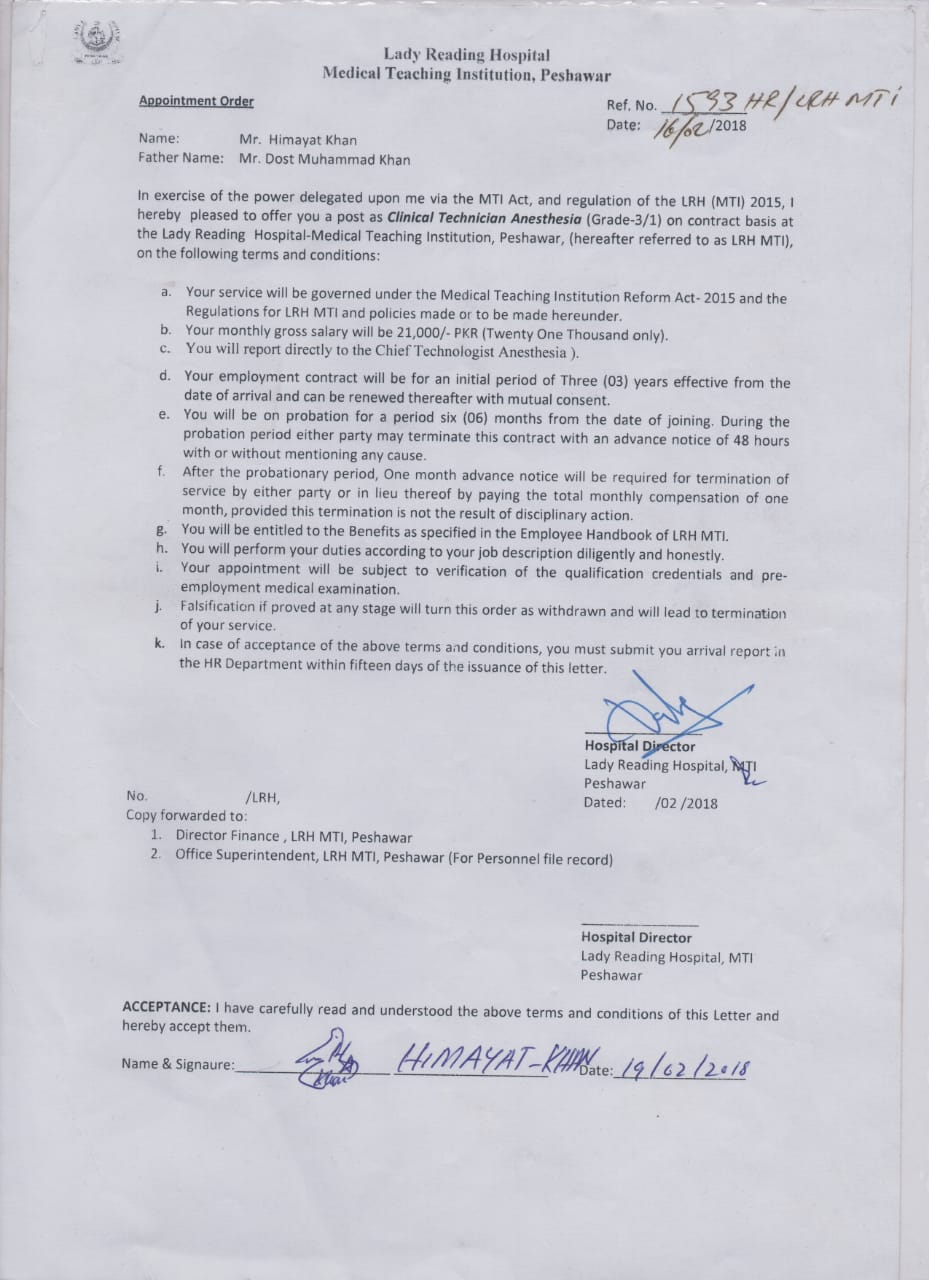 Lady Reading Hospital
Medical Teaching Institution, Peshawar
Appointment Order
Ref. No. 1593 HR/LRH MTi
Date: 16/02/2018
Name: Mr. Himayat Khan
Father Name: Mr. Dost Muhammad Khan
In exercise of the power delegated upon me via the MTI Act, and regulation of the LRH (MTI) 2015, I
hereby pleased to offer you a post as Clinical Technician Anesthesia (Grade-3/1) on contract basis at
the Lady Reading Hospital-Medical Teaching Institution, Peshawar, (hereafter referred to as LRH MTI),
on the following terms and conditions:
a. Your service will be governed under the Medical Teaching Institution Reform Act- 2015 and the
Regulations for LRH MTI and policies made or to be made hereunder.
b. Your monthly gross salary will be 21,000/- PKR (Twenty One Thousand only).
c. You will report directly to the Chief Technologist Anesthesia ).
d. Your employment contract will be for an initial period of Three (03) years effective from the
date of arrival and can be renewed thereafter with mutual consent.
e. You will be on probation for a period six (06) months from the date of joining. During the
probation period either party may terminate this contract with an advance notice of 48 hours
with or without mentioning any cause.
f. After the probationary period, One month advance notice will be required for termination of
service by either party or in lieu thereof by paying the total monthly compensation of one
month, provided this termination is not the result of disciplinary action.
g. You will be entitled to the Benefits as specified in the Employee Handbook of LRH MTI.
h. You will perform your duties according to your job description diligently and honestly.
i. Your appointment will be subject to verification of the qualification credentials and pre-
employment medical examination.
j. Falsification if proved at any stage will turn this order as withdrawn and will lead to termination
of your service.
k. In case of acceptance of the above terms and conditions, you must submit you arrival report in
the HR Department within fifteen days of the issuance of this letter.
Hospital Director
Lady Reading Hospital, MTI
Peshawar
Dated: /02 /2018
No. /LRH,
Copy forwarded to:
1. Director Finance , LRH MTI, Peshawar
2. Office Superintendent, LRH MTI, Peshawar (For Personnel file record)
Hospital Director
Lady Reading Hospital, MTI
Peshawar
ACCEPTANCE: I have carefully read and understood the above terms and conditions of this Letter and
hereby accept them.
Name & Signaure: HIMAYAT-KHAN Date: 19/02/2018